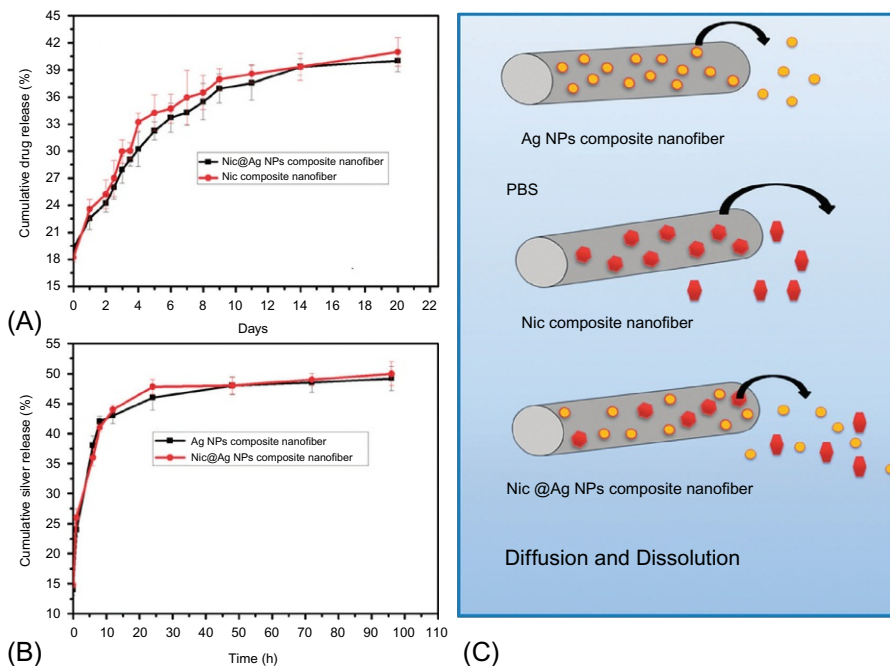 (A)
Cumulative drug release (%)
45
42
39
36
33
30
27
24
21
18
15
Nic@Ag NPs composite nanofiber
Nic composite nanofiber
0 2 4 6 8 10 12 14 16 18 20 22
Days
(B)
Cumulative silver release (%)
55
50
45
40
35
30
25
20
15
10
Ag NPs composite nanofiber
Nic@Ag NPs composite nanofiber
0 10 20 30 40 50 60 70 80 90 100 110
Time (h)
Ag NPs composite nanofiber
PBS
Nic composite nanofiber
Nic @Ag NPs composite nanofiber
Diffusion and Dissolution
(C)